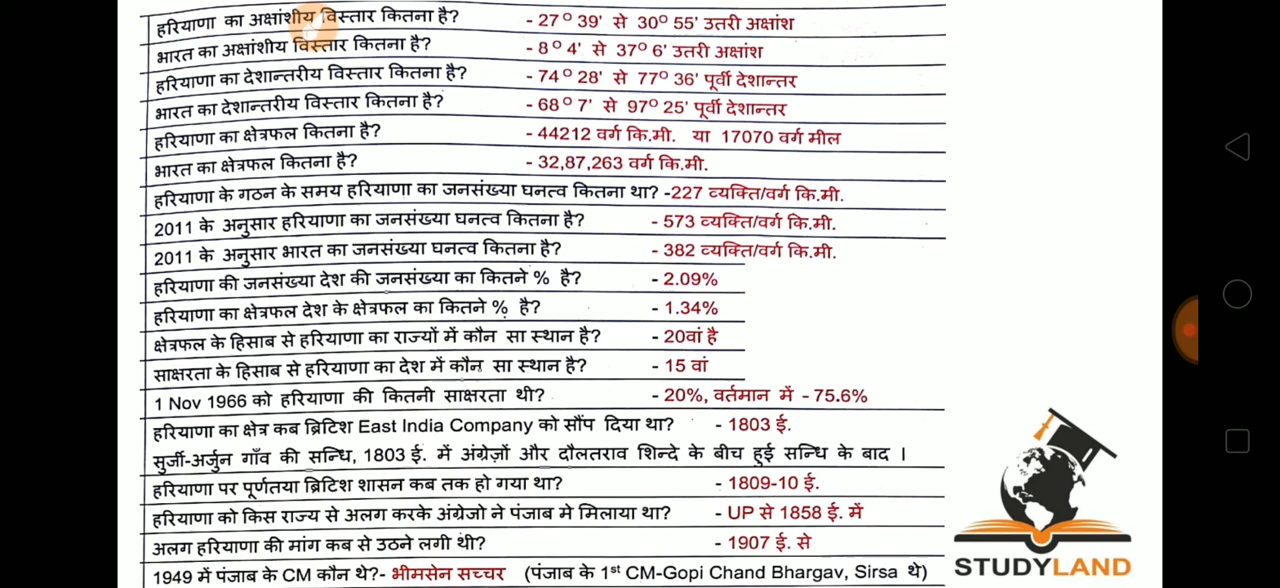 हरियाणा का अक्षांशीय विस्तार कितना है? - 27° 39' से 30° 55' उतरी अक्षांश
भारत का अक्षांशीय विस्तार कितना है? - 8° 4' से 37° 6' उतरी अक्षांश
हरियाणा का देशान्तरीय विस्तार कितना है? - 74° 28' से 77° 36' पूर्वी देशान्तर
भारत का देशान्तरीय विस्तार कितना है? - 68° 7' से 97° 25' पूर्वी देशान्तर
हरियाणा का क्षेत्रफल कितना है? - 44212 वर्ग कि.मी. या 17070 वर्ग मील
भारत का क्षेत्रफल कितना है? - 32,87,263 वर्ग कि.मी.
हरियाणा के गठन के समय हरियाणा का जनसंख्या घनत्व कितना था? -227 व्यक्ति/वर्ग कि.मी.
2011 के अनुसार हरियाणा का जनसंख्या घनत्व कितना है? - 573 व्यक्ति/वर्ग कि.मी.
2011 के अनुसार भारत का जनसंख्या घनत्व कितना है? - 382 व्यक्ति/वर्ग कि.मी.
हरियाणा की जनसंख्या देश की जनसंख्या का कितने % है? - 2.09%
हरियाणा का क्षेत्रफल देश के क्षेत्रफल का कितने % है? - 1.34%
क्षेत्रफल के हिसाब से हरियाणा का राज्यों में कौन सा स्थान है? - 20वां है
साक्षरता के हिसाब से हरियाणा का देश में कौन सा स्थान है? - 15 वां
1 Nov 1966 को हरियाणा की कितनी साक्षरता थी? - 20%, वर्तमान में - 75.6%
हरियाणा का क्षेत्र कब ब्रिटिश East India Company को सौंप दिया था? - 1803 ई.
सुर्जी-अर्जुन गाँव की सन्धि, 1803 ई. में अंग्रेज़ों और दौलतराव शिन्दे के बीच हुई सन्धि के बाद ।
हरियाणा पर पूर्णतया ब्रिटिश शासन कब तक हो गया था? - 1809-10 ई.
हरियाणा को किस राज्य से अलग करके अंग्रेजो ने पंजाब मे मिलाया था? - UP से 1858 ई. में
अलग हरियाणा की मांग कब से उठने लगी थी? - 1907 ई. से
1949 में पंजाब के CM कौन थे?- भीमसेन सच्चर (पंजाब के 1st CM-Gopi Chand Bhargav, Sirsa थे)
STUDYLAND